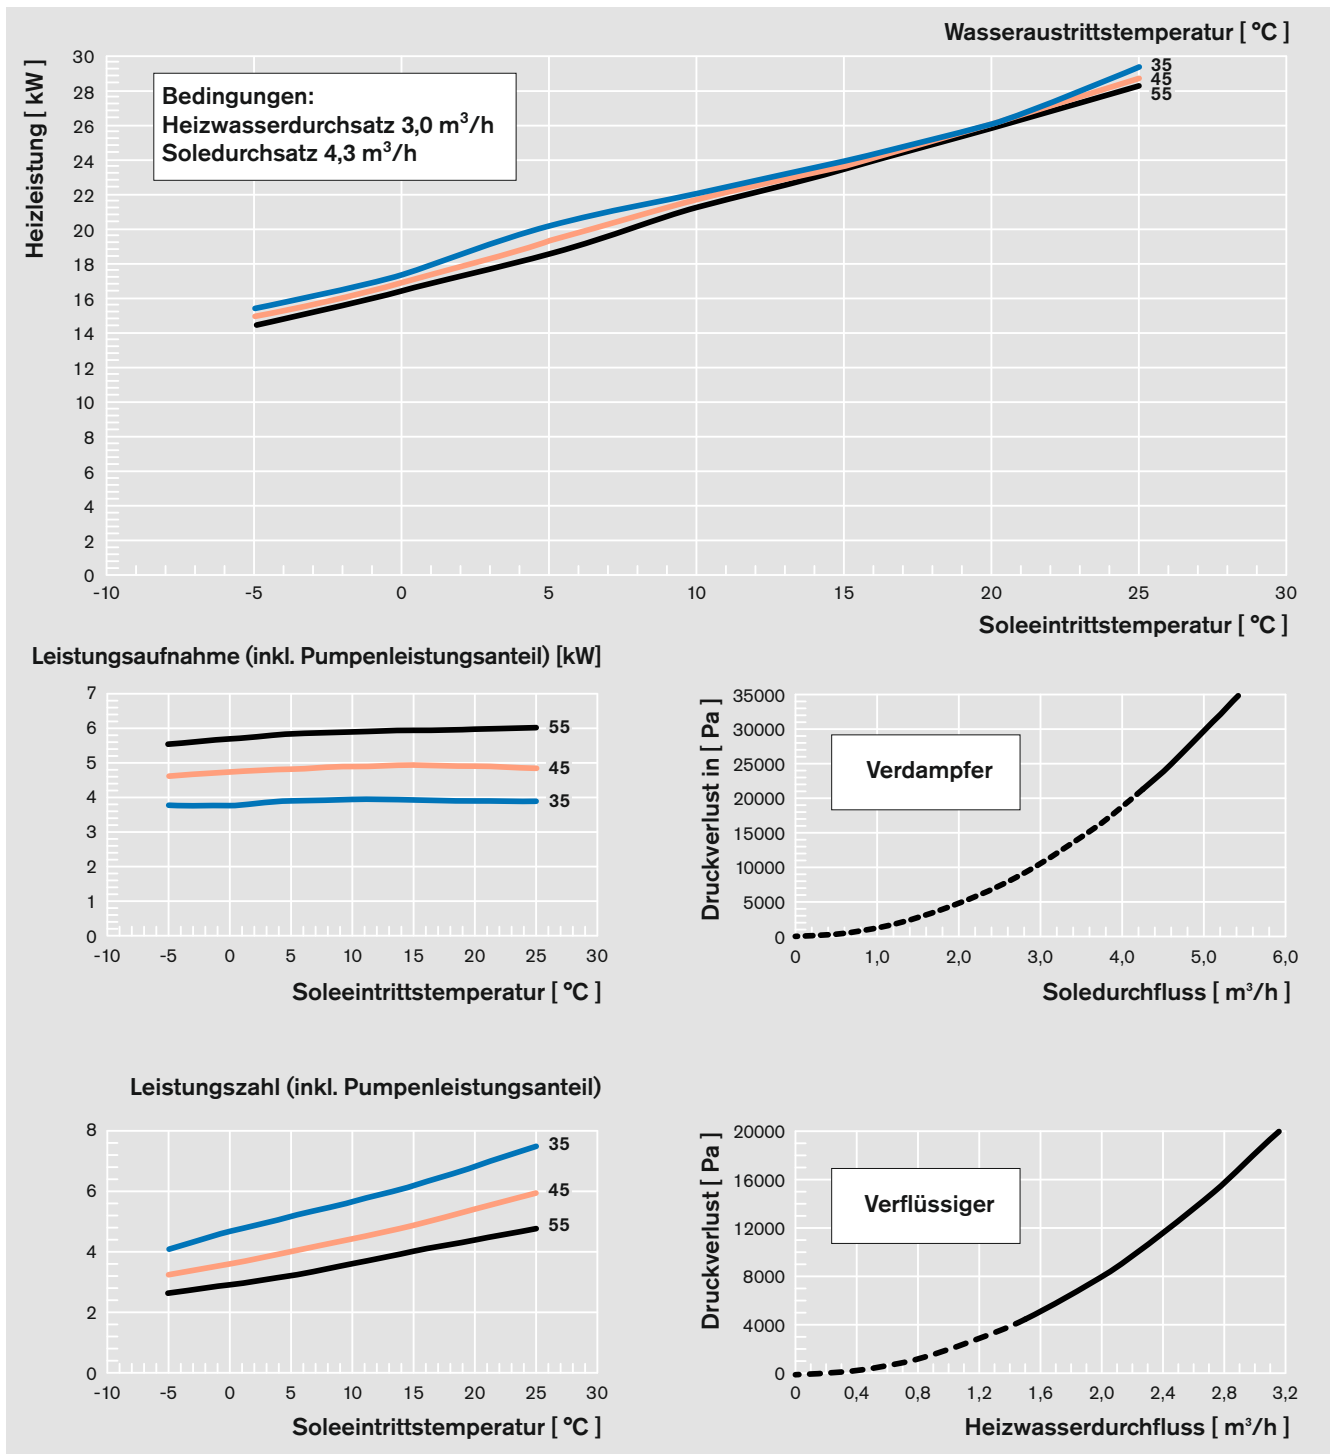 Wasseraustrittstemperatur [ °C ]
Heizleistung [ kW ]
Bedingungen:
Heizwasserdurchsatz 3,0 m³/h
Soledurchsatz 4,3 m³/h
30
28
26
24
22
20
18
16
14
12
10
8
6
4
2
0
35
45
55
-10 -5 0 5 10 15 20 25 30
Soleeintrittstemperatur [ °C ]
Leistungsaufnahme (inkl. Pumpenleistungsanteil) [kW]
7
6
5
4
3
2
1
0
55
45
35
-10 -5 0 5 10 15 20 25 30
Soleeintrittstemperatur [ °C ]
Druckverlust in [ Pa ]
35000
30000
25000
20000
15000
10000
5000
0
Verdampfer
0 1,0 2,0 3,0 4,0 5,0 6,0
Soledurchfluss [ m³/h ]
Leistungszahl (inkl. Pumpenleistungsanteil)
8
6
4
2
0
35
45
55
-10 -5 0 5 10 15 20 25 30
Soleeintrittstemperatur [ °C ]
Druckverlust [ Pa ]
20000
16000
12000
8000
4000
0
Verflüssiger
0 0,4 0,8 1,2 1,6 2,0 2,4 2,8 3,2
Heizwasserdurchfluss [ m³/h ]